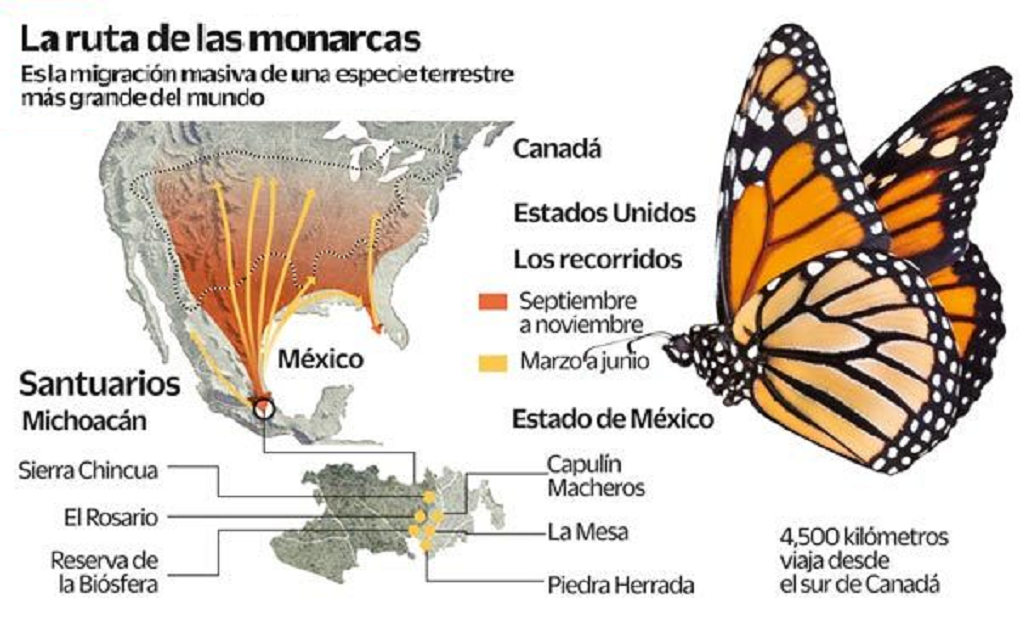 La ruta de las monarcas
Es la migración masiva de una especie terrestre
más grande del mundo
Canadá
Estados Unidos
Los recorridos
Septiembre
a noviembre
Marzo a junio
México
Santuarios
Michoacán
Sierra Chincua
El Rosario
Reserva de
la Biósfera
Estado de México
Capulín
Macheros
La Mesa
Piedra Herrada
4,500 kilómetros
viaja desde
el sur de Canadá